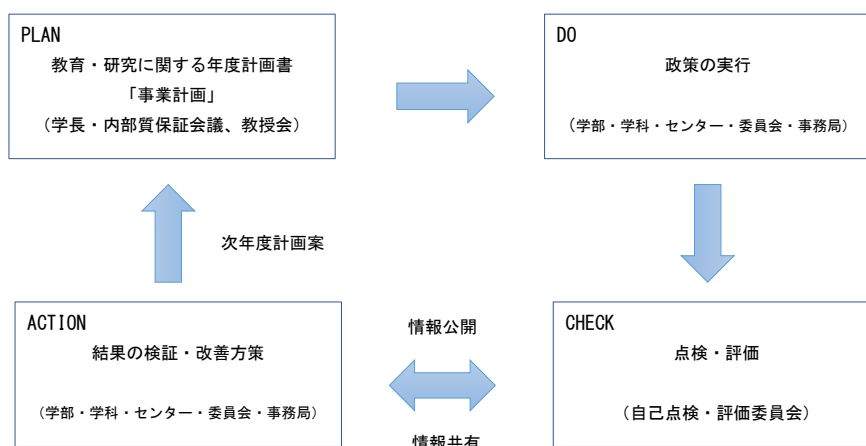 PLAN
教育・研究に関する年度計画書
「事業計画」
（学長・内部質保証会議、教授会）
DO
政策の実行
（学部・学科・センター・委員会・事務局）
次年度計画案
ACTION
結果の検証・改善方策
（学部・学科・センター・委員会・事務局）
情報公開
情報共有
CHECK
点検・評価
（自己点検・評価委員会）